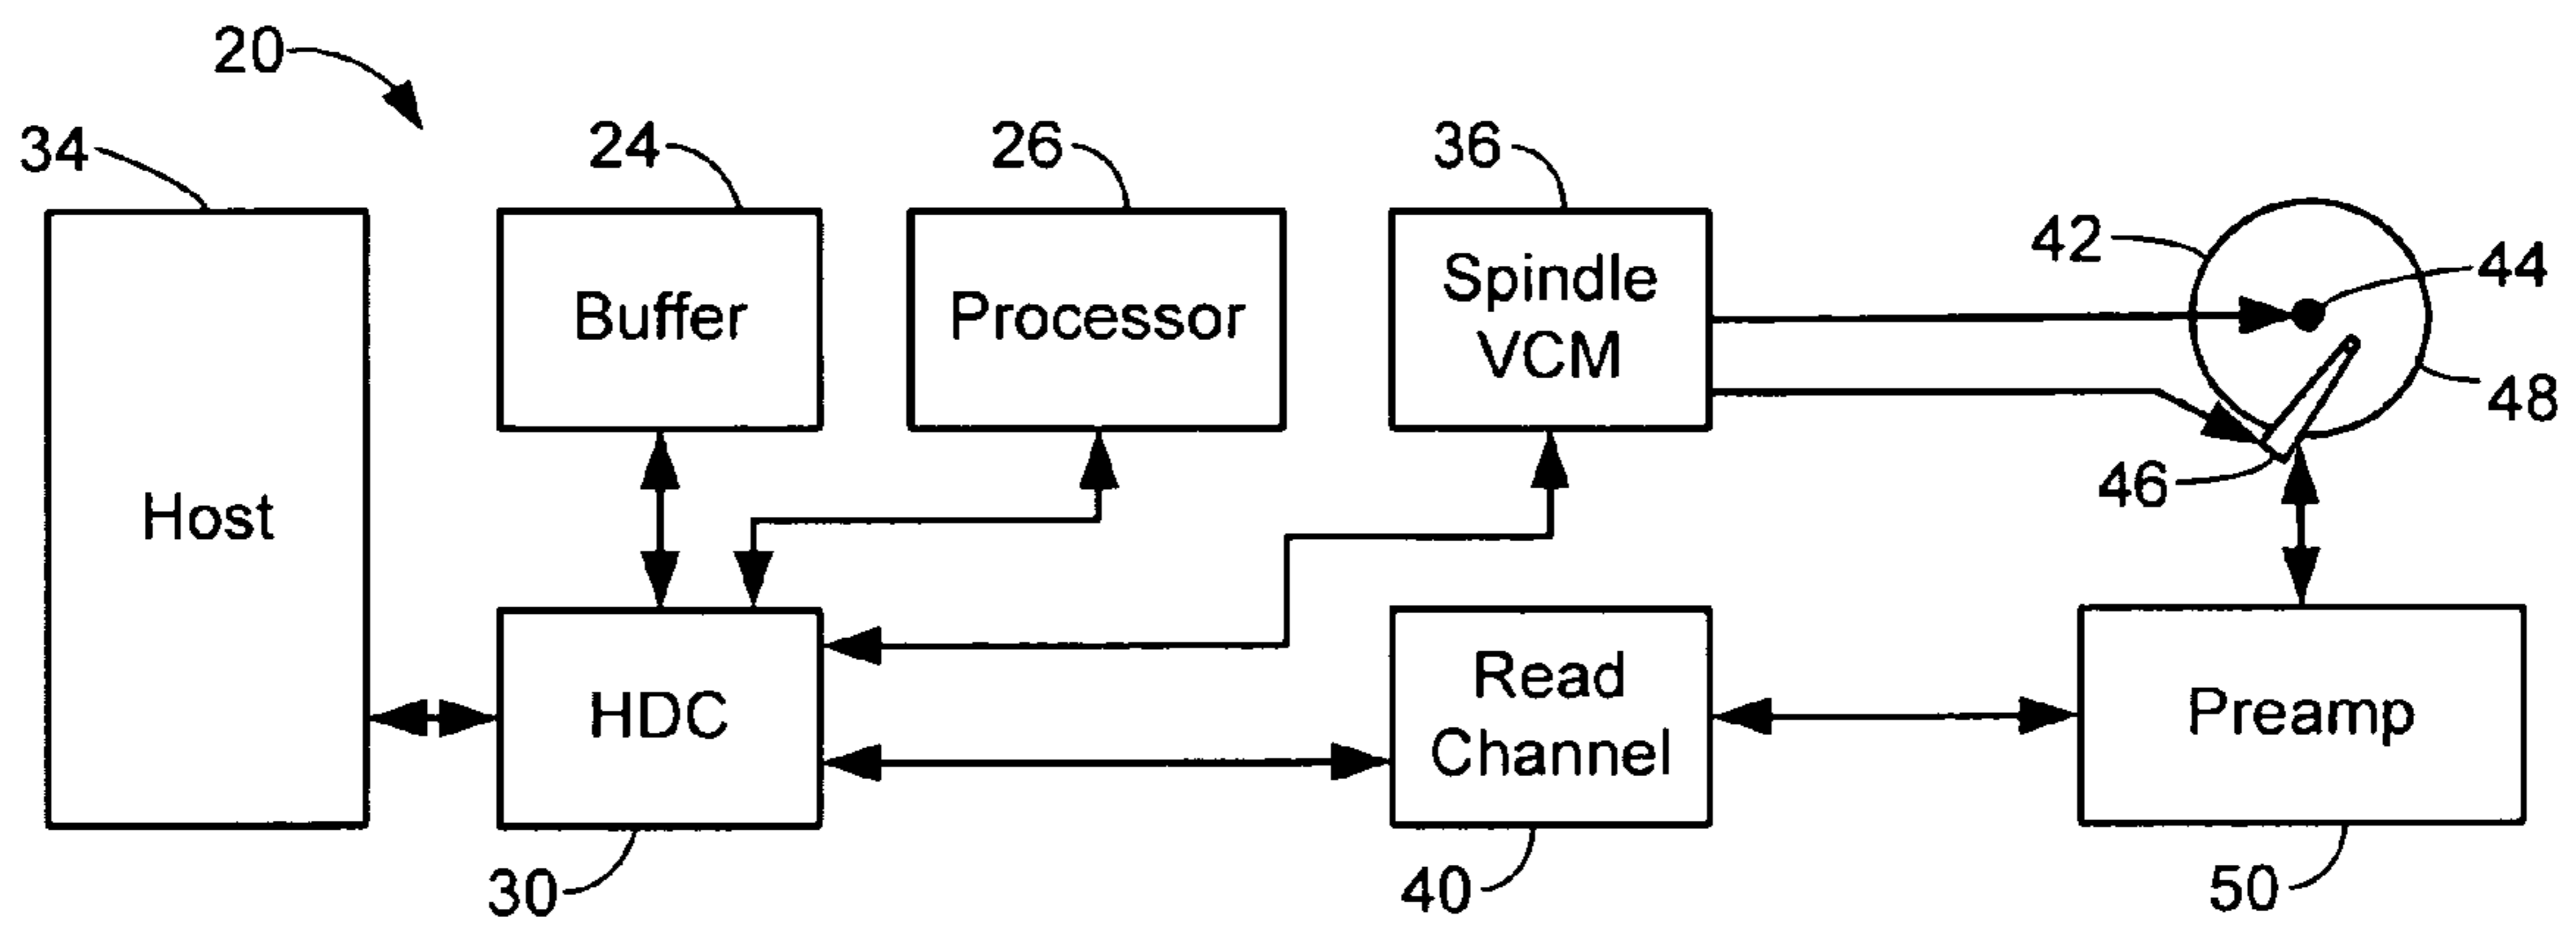 20
34
24
26
36
42
44
Buffer
Processor
Spindle
VCM
48
46
Host
HDC
Read
Channel
Preamp
30
40
50